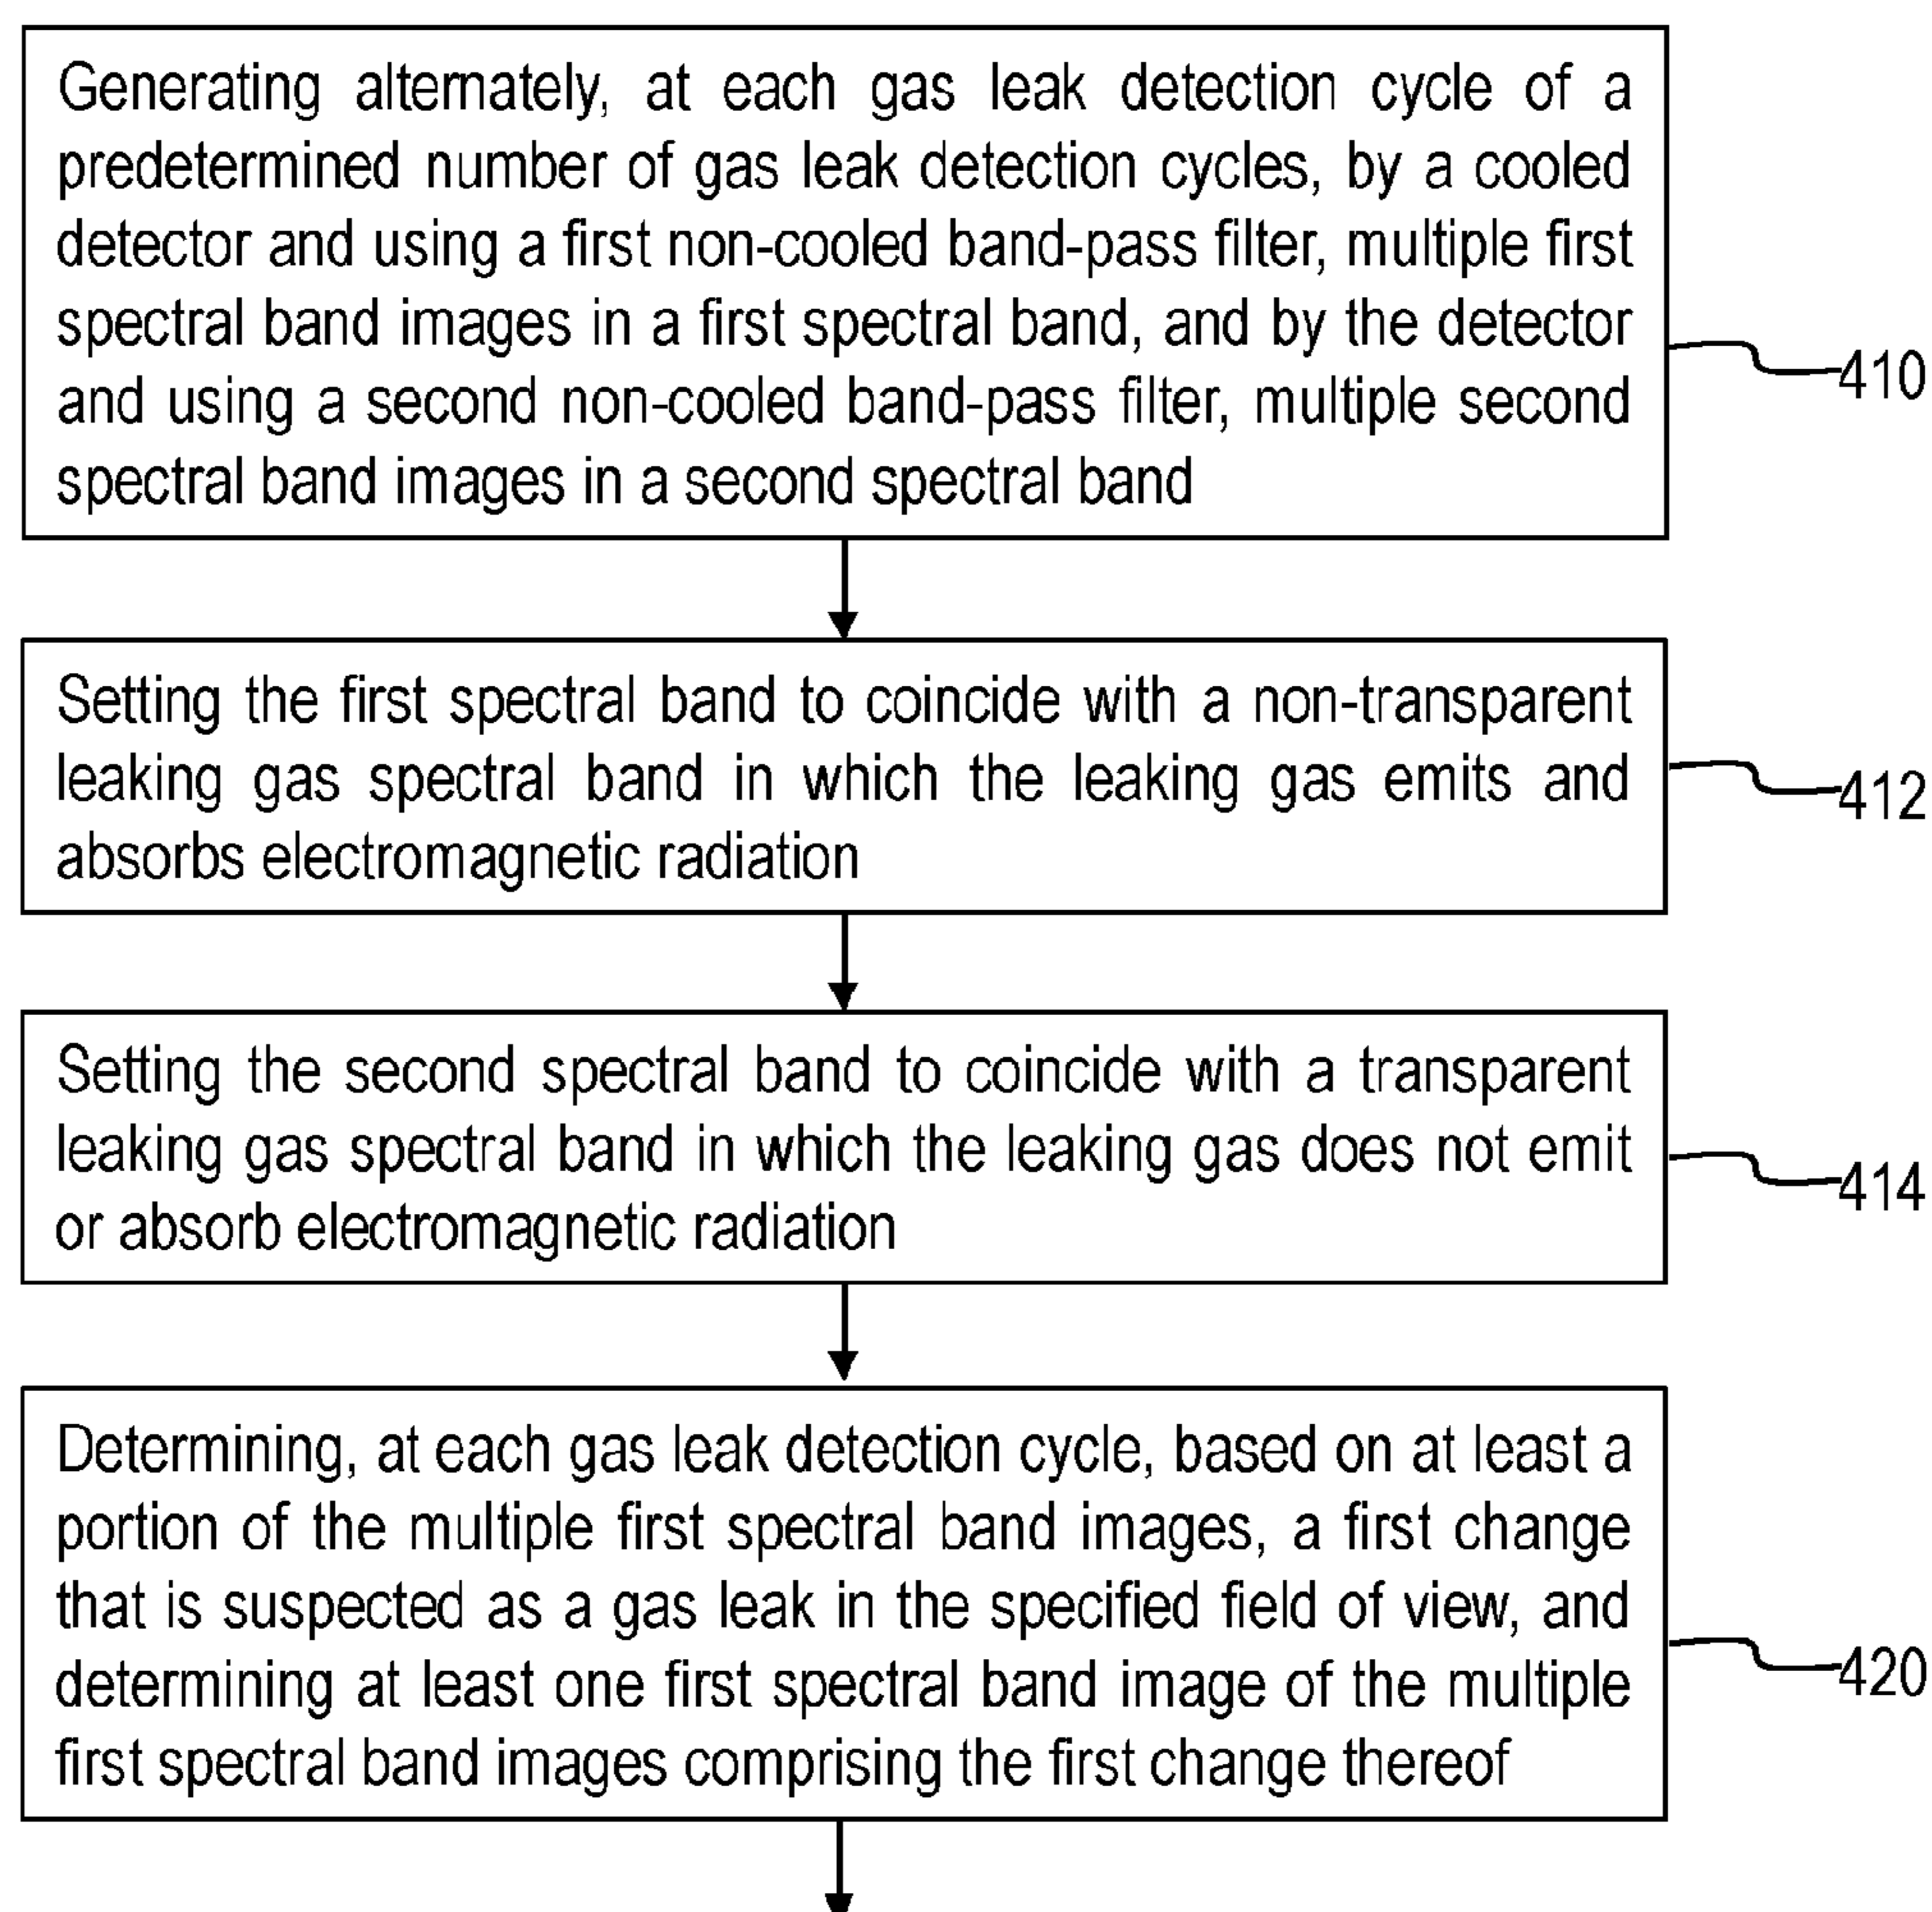 Generating alternately, at each gas leak detection cycle of a
predetermined number of gas leak detection cycles, by a cooled
detector and using a first non-cooled band-pass filter, multiple first
spectral band images in a first spectral band, and by the detector
and using a second non-cooled band-pass filter, multiple second
spectral band images in a second spectral band
410
Setting the first spectral band to coincide with a non-transparent
leaking gas spectral band in which the leaking gas emits and
absorbs electromagnetic radiation
412
Setting the second spectral band to coincide with a transparent
leaking gas spectral band in which the leaking gas does not emit
or absorb electromagnetic radiation
414
Determining, at each gas leak detection cycle, based on at least a
portion of the multiple first spectral band images, a first change
that is suspected as a gas leak in the specified field of view, and
determining at least one first spectral band image of the multiple
first spectral band images comprising the first change thereof
420